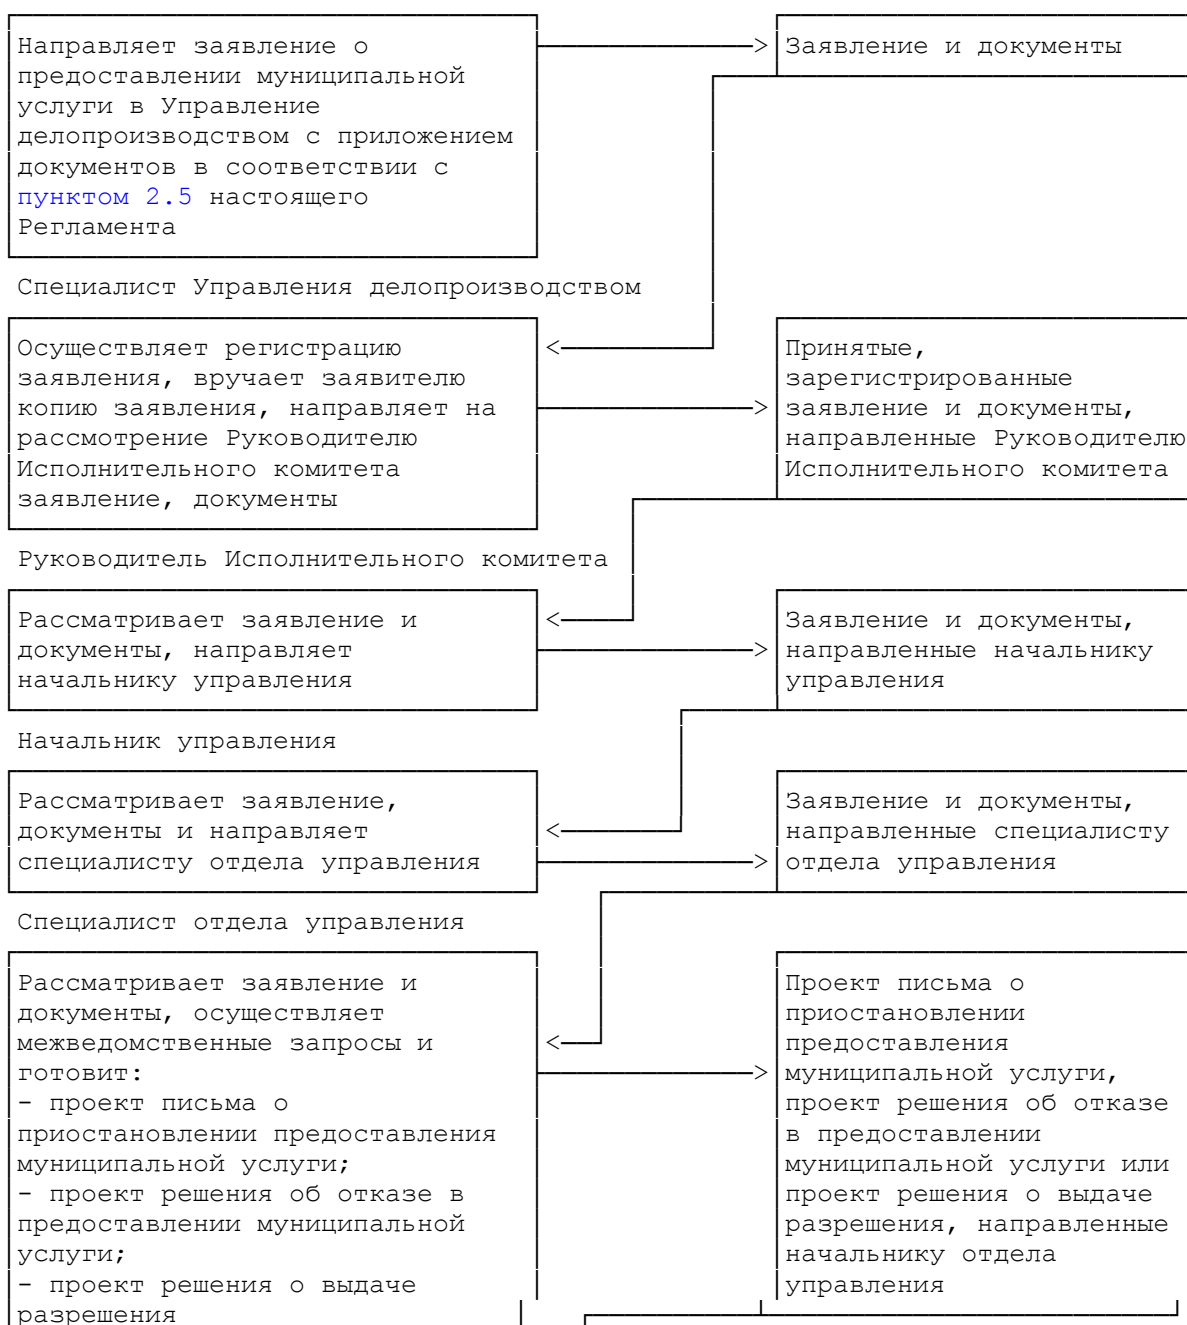 Направляет заявление о
предоставлении муниципальной
услуги в Управление
делопроизводством с приложением
документов в соответствии с
пунктом 2.5 настоящего
Регламента
Заявление и документы
Специалист Управления делопроизводством
Осуществляет регистрацию
заявления, вручает заявителю
копию заявления, направляет на
рассмотрение Руководителю
Исполнительного комитета
заявление, документы
Принятые,
зарегистрированные
заявление и документы,
направленные Руководителю
Исполнительного комитета
Руководитель Исполнительного комитета
Рассматривает заявление и
документы, направляет
начальнику управления
Заявление и документы,
направленные начальнику
управления
Начальник управления
Рассматривает заявление,
документы и направляет
специалисту отдела управления
Заявление и документы,
направленные специалисту
отдела управления
Специалист отдела управления
Рассматривает заявление и
документы, осуществляет
межведомственные запросы и
готовит:
- проект письма о
приостановлении предоставления
муниципальной услуги;
- проект решения об отказе в
предоставлении муниципальной
услуги;
- проект решения о выдаче
разрешения
Проект письма о
приостановлении
предоставления
муниципальной услуги,
проект решения об отказе
в предоставлении
муниципальной услуги или
проект решения о выдаче
разрешения, направленные
начальнику отдела
управления